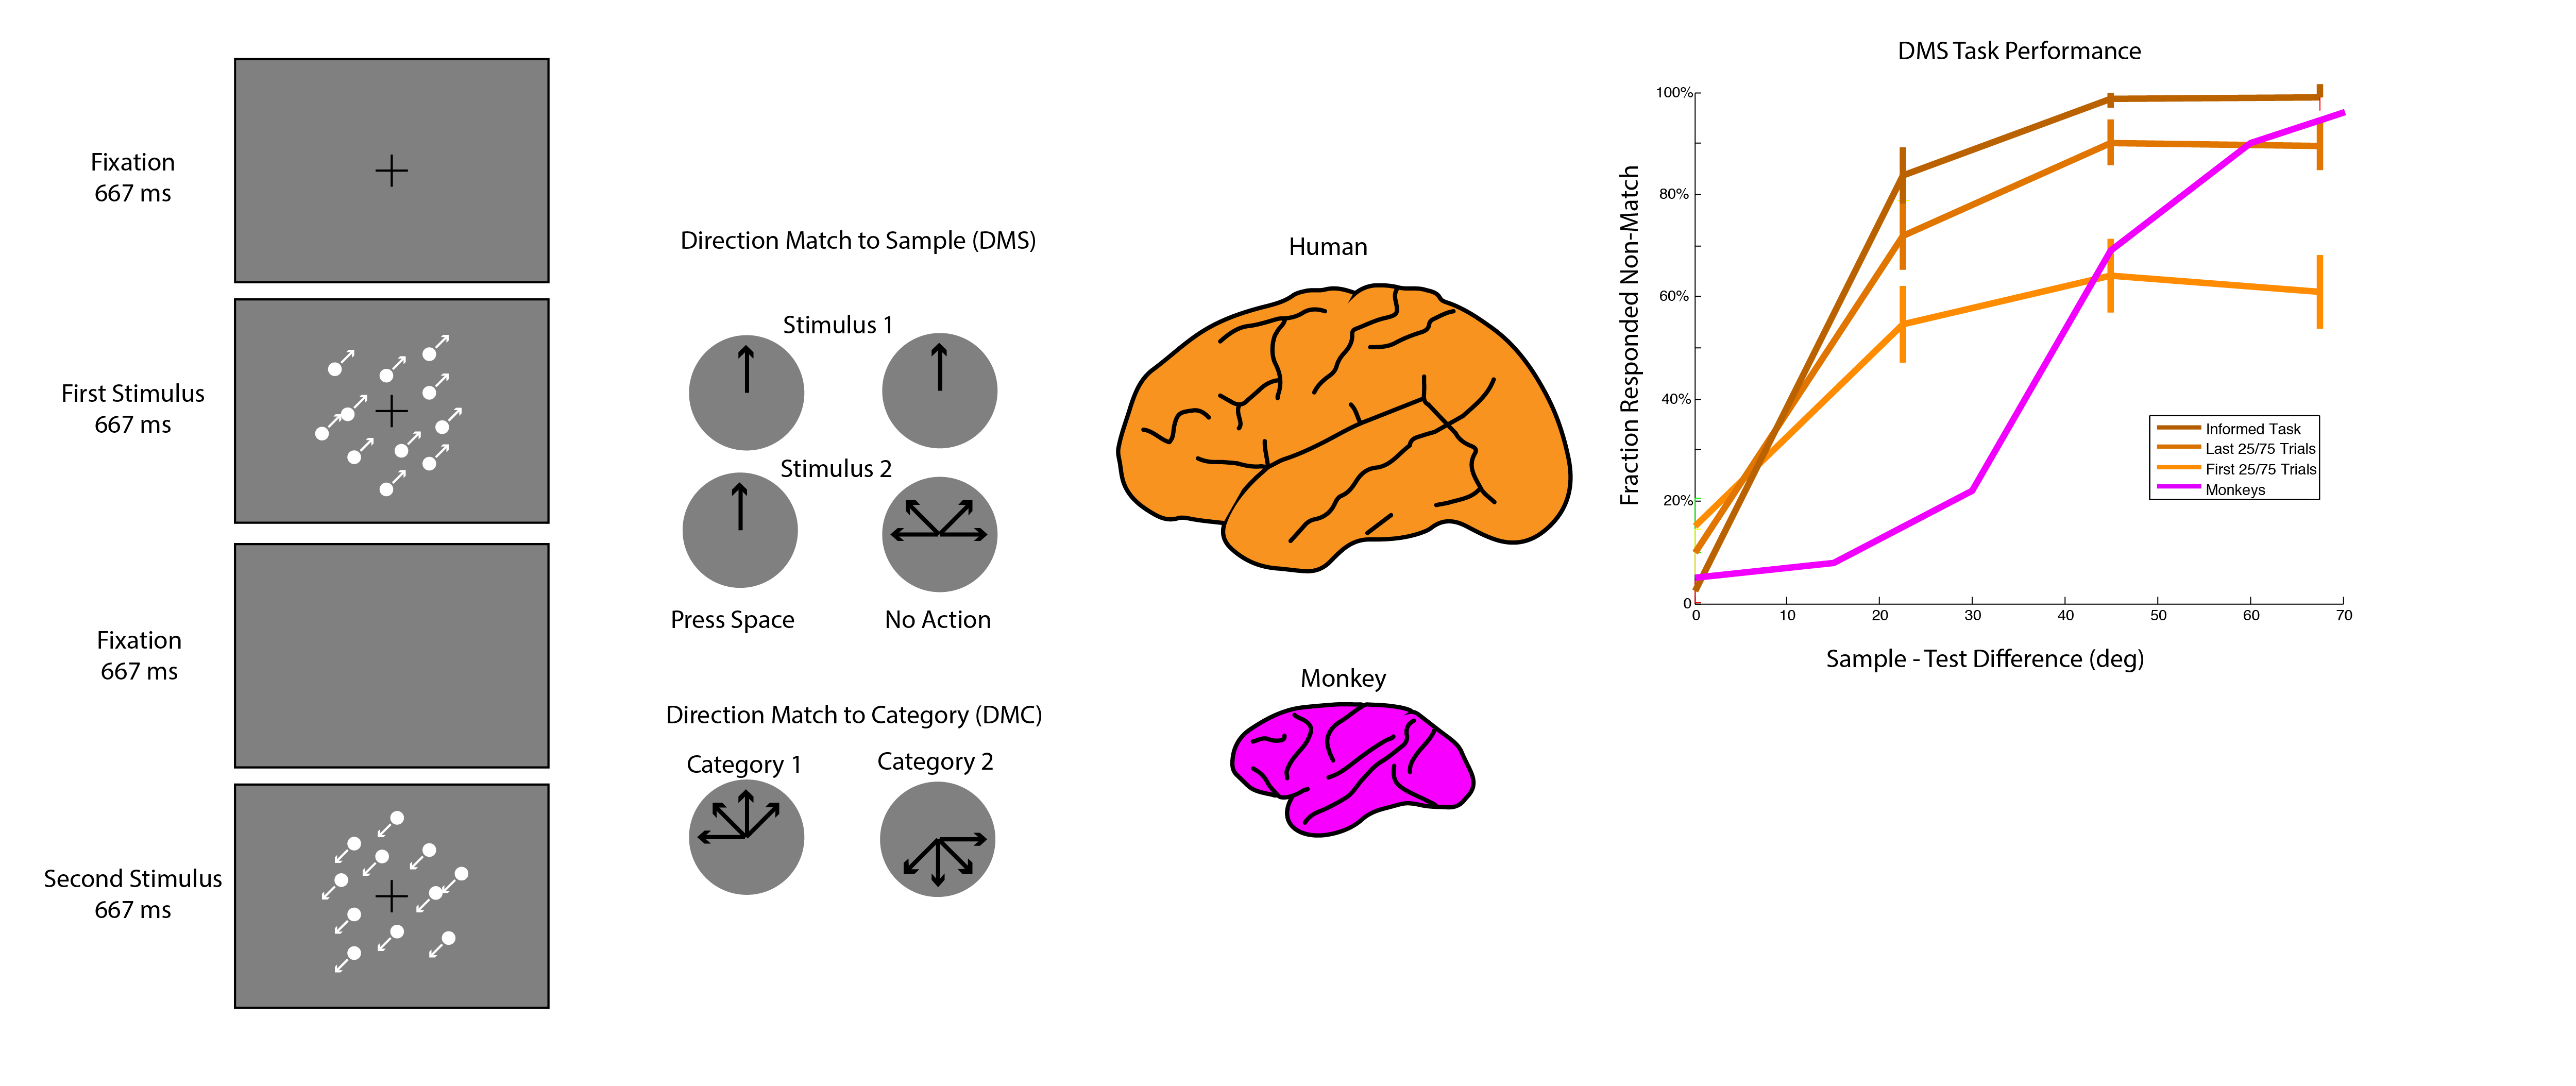 Fixation
667 ms
First Stimulus
667 ms
Fixation
667 ms
Second Stimulus
667 ms
Direction Match to Sample (DMS)
Stimulus 1
Stimulus 2
Press Space
No Action
Direction Match to Category (DMC)
Category 1
Category 2
Human
Monkey
DMS Task Performance
Fraction Responded Non-Match
100%
80%
60%
40%
20%
0
0
10
20
30
40
50
60
70
Informed Task
Last 25/75 Trials
First 25/75 Trials
Monkeys
Sample - Test Difference (deg)